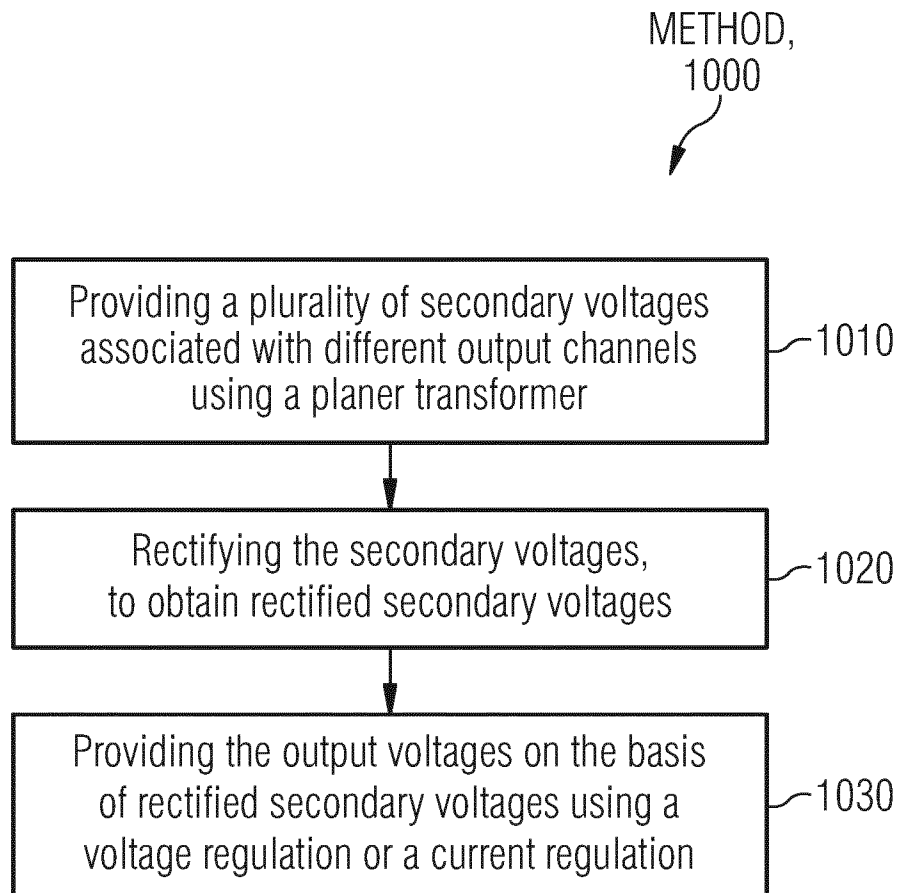 METHOD,
1000
Providing a plurality of secondary voltages
associated with different output channels
using a planer transformer
1010
Rectifying the secondary voltages,
to obtain rectified secondary voltages
1020
Providing the output voltages on the basis
of rectified secondary voltages using a
voltage regulation or a current regulation
1030